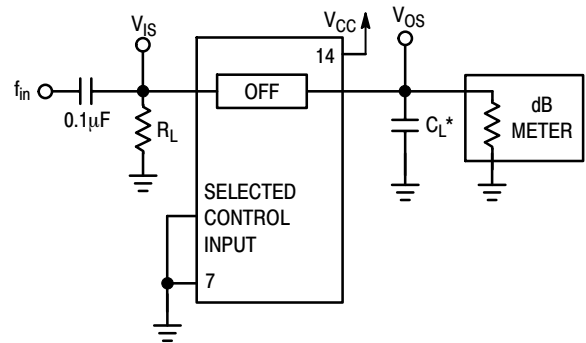 V_IS
V_CC
V_OS
14
f_in
0.1μF
R_L
OFF
C_L*
dB
METER
SELECTED
CONTROL
INPUT
7